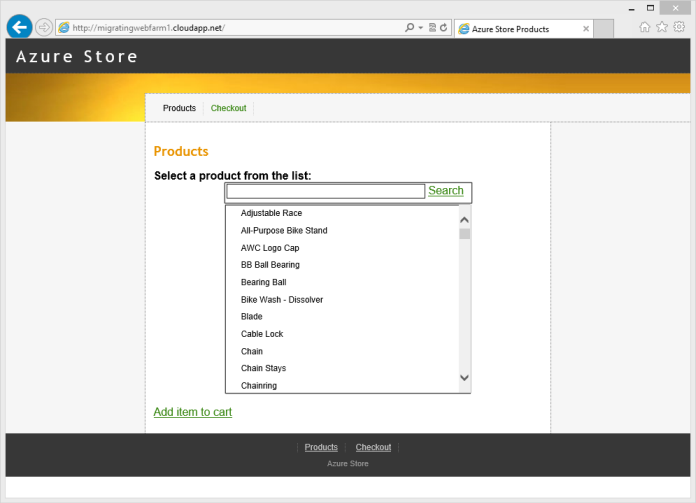 http://migratingwebfarm1.cloudapp.net/
Azure Store Products
Azure Store
Products Checkout
Products
Select a product from the list:
Search
Adjustable Race
All-Purpose Bike Stand
AWC Logo Cap
BB Ball Bearing
Bearing Ball
Bike Wash - Dissolver
Blade
Cable Lock
Chain
Chain Stays
Chainring
Add item to cart
Products Checkout
Azure Store